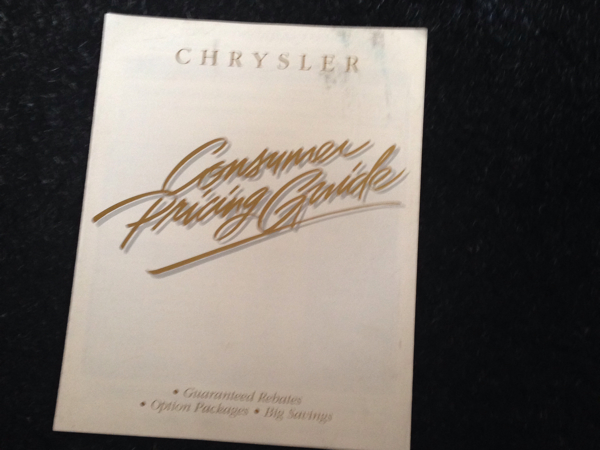 CHRYSLER
Consumer
Pricing Guide
• Guaranteed Rebates
• Option Packages • Big Savings